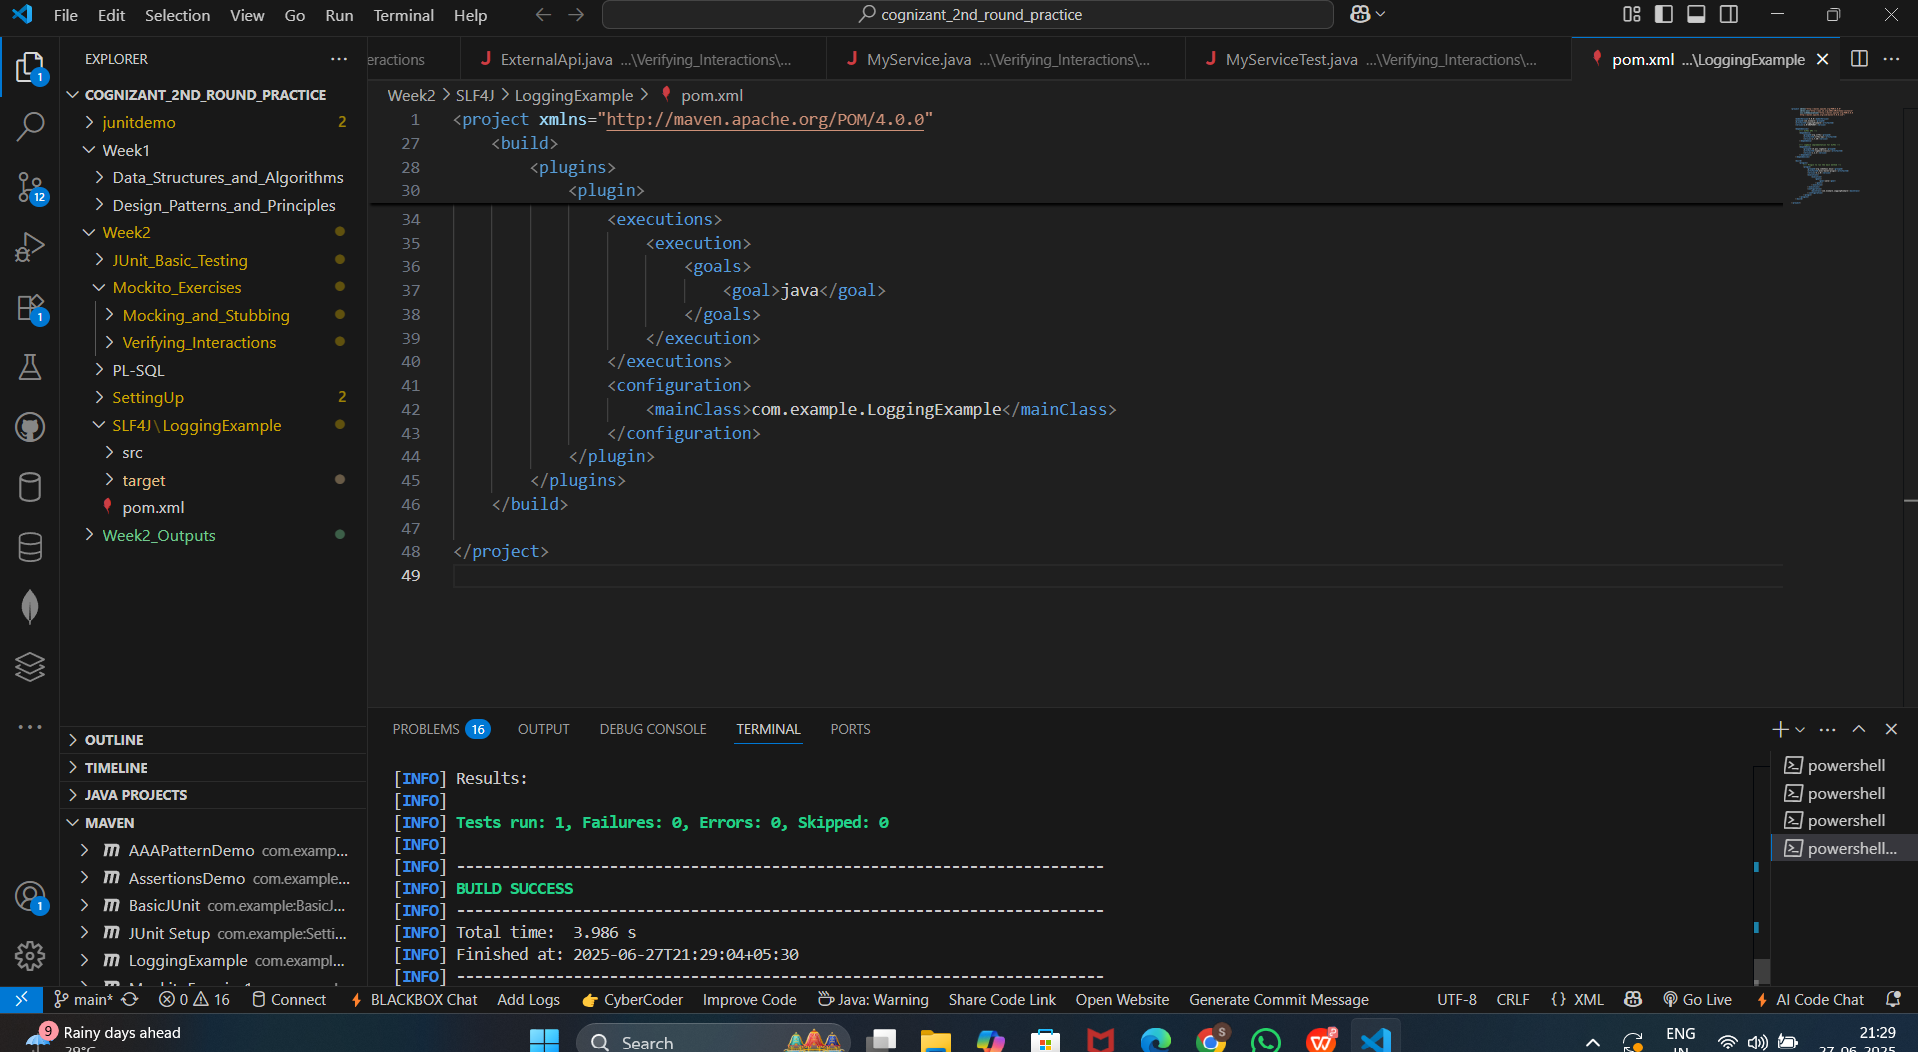 File Edit Selection View Go Run Terminal Help
cognizant_2nd_round_practice
EXPLORER
COGNIZANT_2ND_ROUND_PRACTICE
junitdemo 2
Week1
Data_Structures_and_Algorithms
Design_Patterns_and_Principles
Week2
JUnit_Basic_Testing
Mockito_Exercises
Mocking_and_Stubbing
Verifying_Interactions
PL-SQL
SettingUp 2
SLF4J\LoggingExample
src
target
pom.xml
Week2_Outputs
OUTLINE
TIMELINE
JAVA PROJECTS
MAVEN
AAAPatternDemo com.examp...
AssertionsDemo com.example...
BasicJUnit com.example:BasicJ...
JUnit Setup com.example:Setti...
LoggingExample com.exampl...
1
12
1
1
eractions
ExternalApi.java ...\Verifying_Interactions\...
MyService.java ...\Verifying_Interactions\...
MyServiceTest.java ...\Verifying_Interactions\...
pom.xml ...\LoggingExample
Week2 > SLF4J > LoggingExample > pom.xml
1 <project xmlns="http://maven.apache.org/POM/4.0.0"
27 <build>
28 <plugins>
30 <plugin>
34 <executions>
35 <execution>
36 <goals>
37 <goal>java</goal>
38 </goals>
39 </execution>
40 </executions>
41 <configuration>
42 <mainClass>com.example.LoggingExample</mainClass>
43 </configuration>
44 </plugin>
45 </plugins>
46 </build>
47
48 </project>
49
PROBLEMS 16 OUTPUT DEBUG CONSOLE TERMINAL PORTS
[INFO] Results:
[INFO]
[INFO] Tests run: 1, Failures: 0, Errors: 0, Skipped: 0
[INFO]
[INFO] ------------------------------------------------------------------------
[INFO] BUILD SUCCESS
[INFO] ------------------------------------------------------------------------
[INFO] Total time:  3.986 s
[INFO] Finished at: 2025-06-27T21:29:04+05:30
[INFO] ------------------------------------------------------------------------
powershell
powershell
powershell
powershell...
main* 0 16 Connect BLACKBOX Chat Add Logs CyberCoder Improve Code Java: Warning Share Code Link Open Website Generate Commit Message UTF-8 CRLF {} XML Go Live AI Code Chat
9 Rainy days ahead
Search
S
ENG
21:29